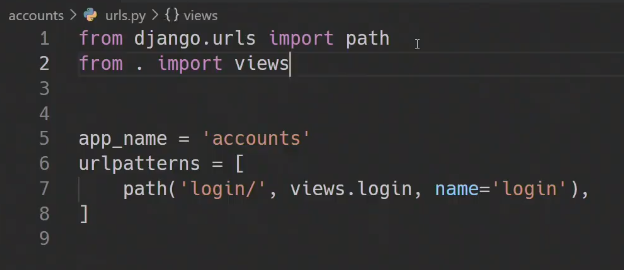 accounts > urls.py > {} views
1 from django.urls import path
2 from . import views
3
4
5 app_name = 'accounts'
6 urlpatterns = [
7     path('login/', views.login, name='login'),
8 ]
9